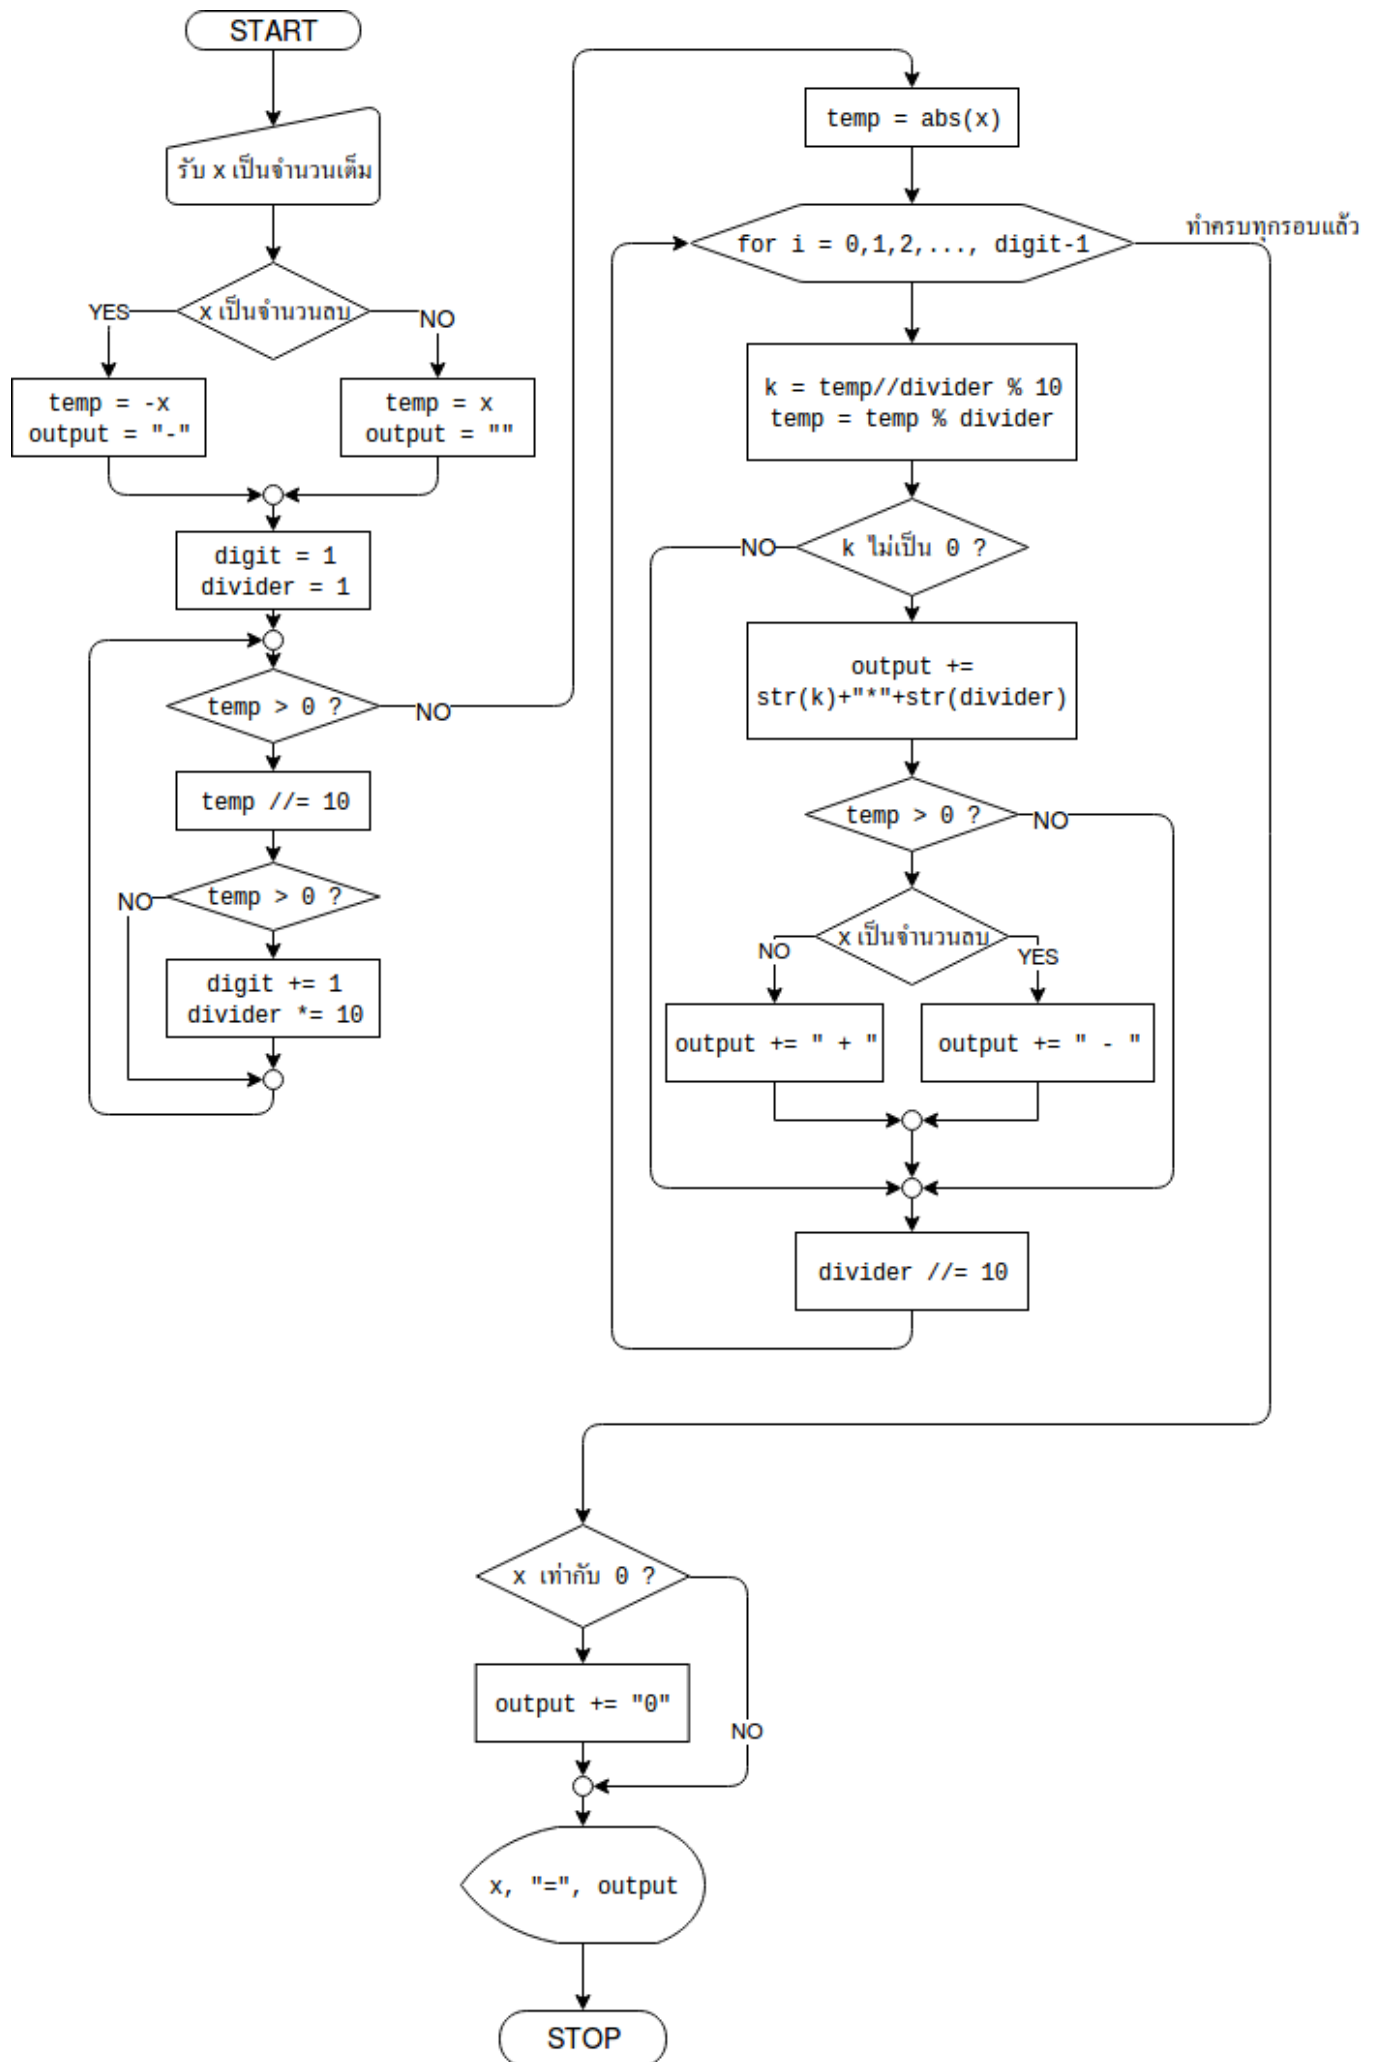 START
รับ x เป็นจำนวนเต็ม
x เป็นจำนวนลบ
YES
NO
temp = -x
output = "-"
temp = x
output = ""
digit = 1
divider = 1
temp > 0 ?
NO
temp //= 10
temp > 0 ?
NO
digit += 1
divider *= 10
temp = abs(x)
for i = 0,1,2,..., digit-1
ทำครบทุกรอบแล้ว
k = temp//divider % 10
temp = temp % divider
k ไม่เป็น 0 ?
NO
output +=
str(k)+"*"+str(divider)
temp > 0 ?
NO
x เป็นจำนวนลบ
NO
YES
output += " + "
output += " - "
divider //= 10
x เท่ากับ 0 ?
output += "0"
NO
x, "=", output
STOP